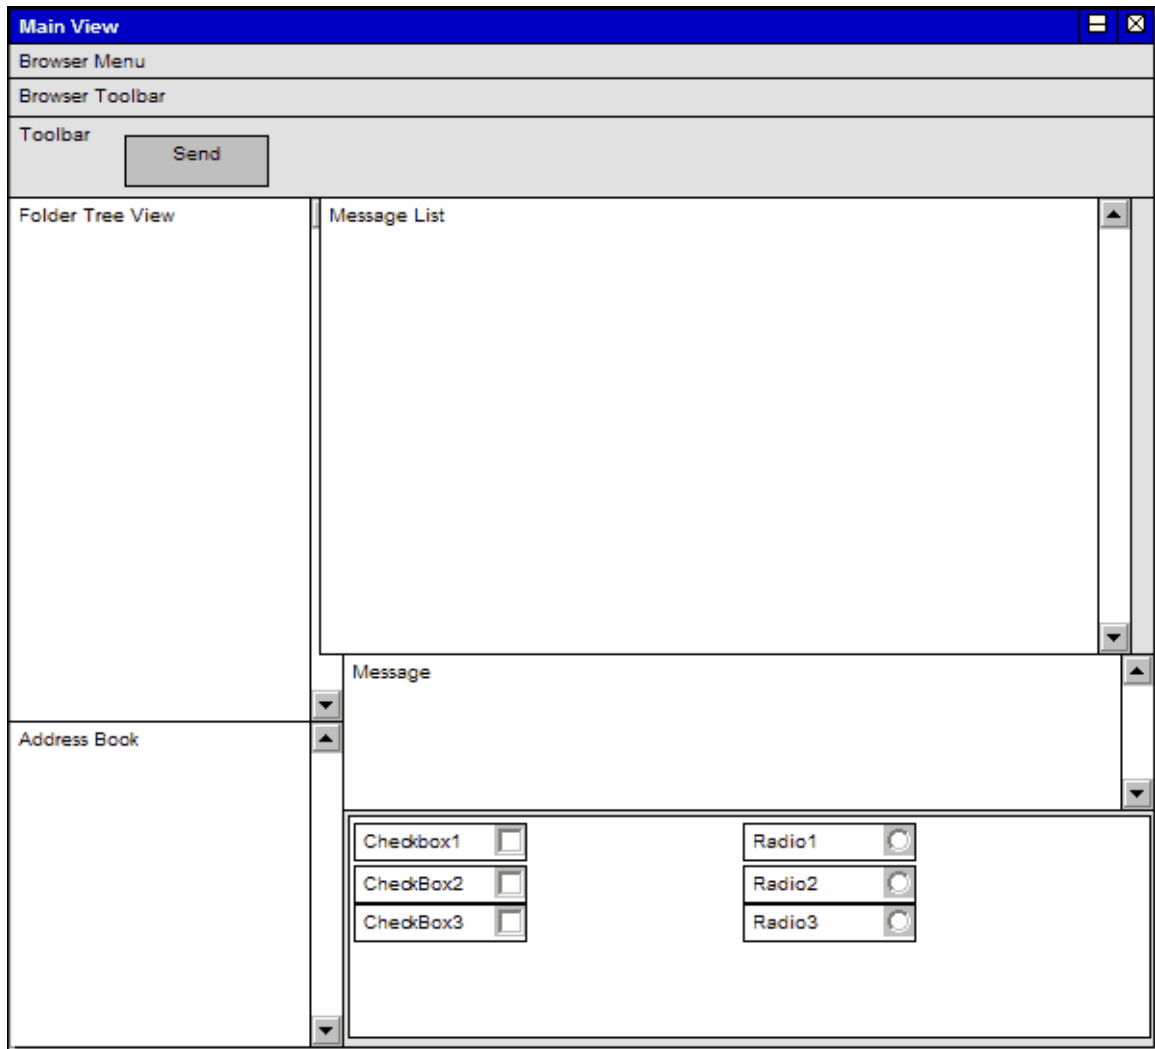 Main View
Browser Menu
Browser Toolbar
Toolbar
Send
Folder Tree View
Message List
Message
Address Book
Checkbox1
Radio1
CheckBox2
Radio2
CheckBox3
Radio3